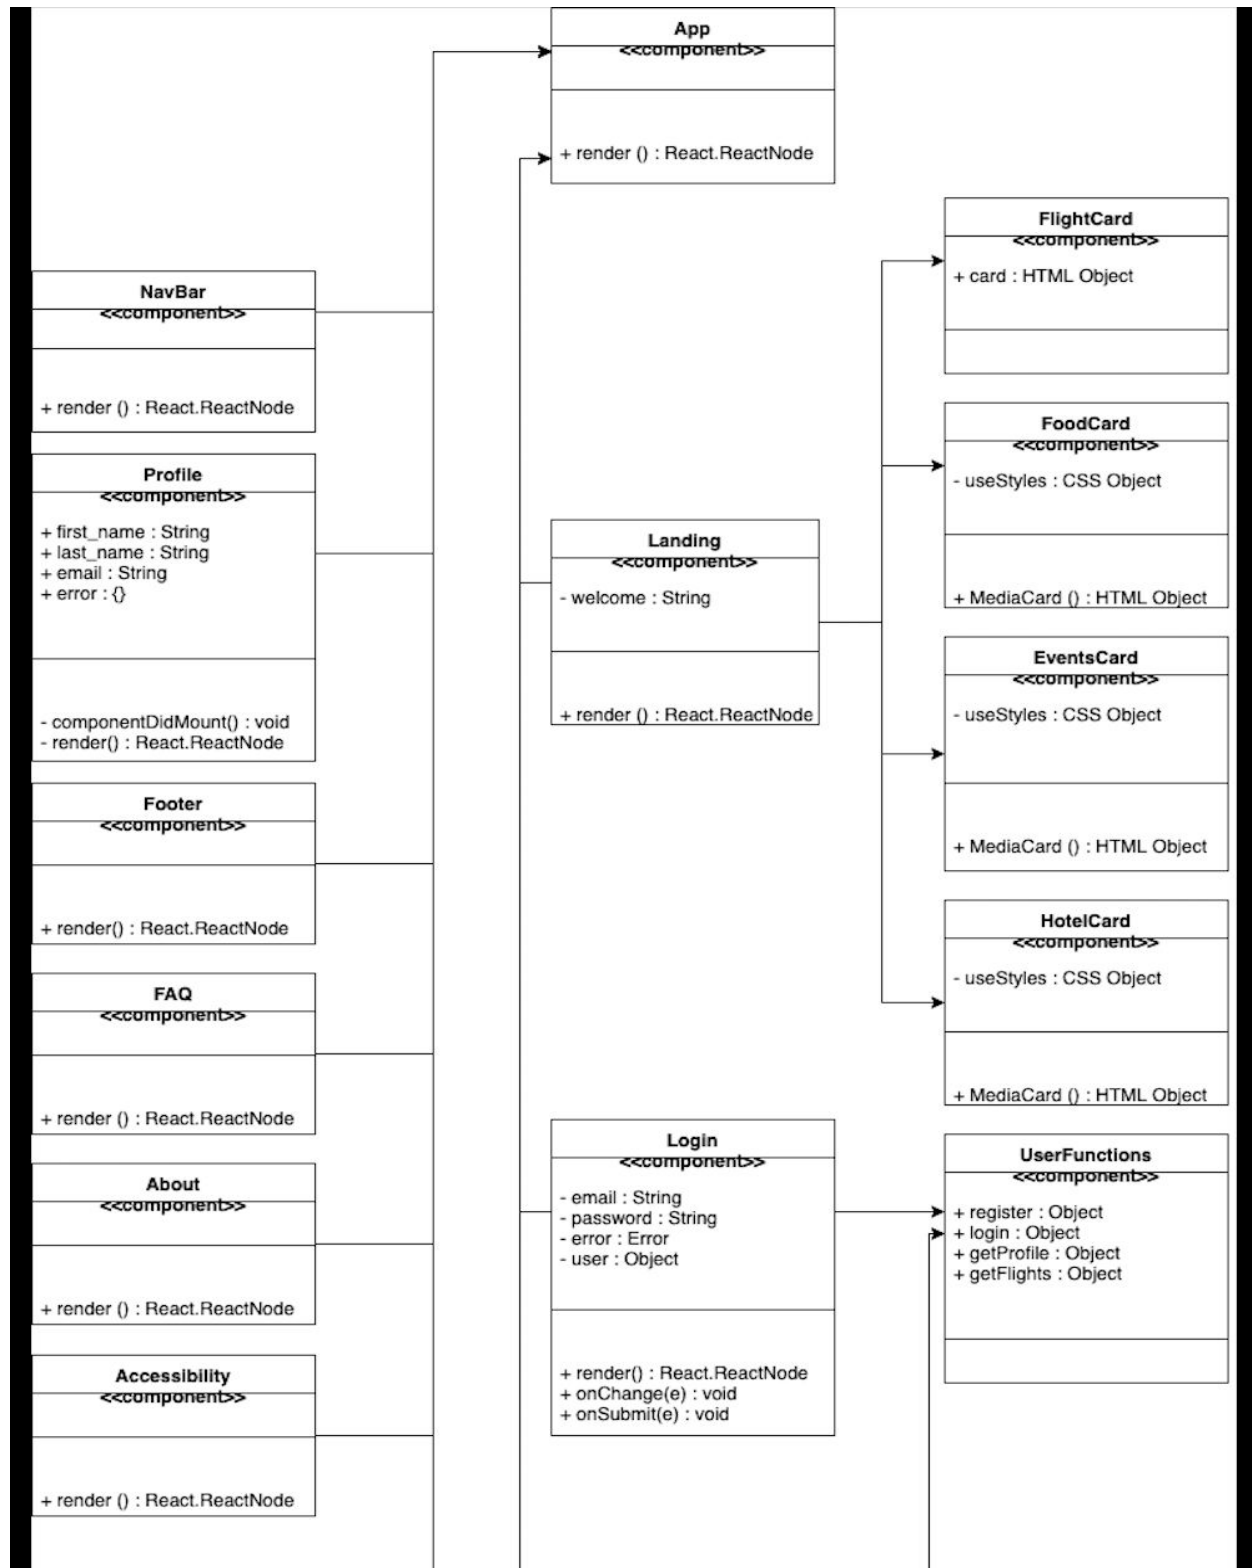 App
<<component>>
+ render () : React.ReactNode
NavBar
<<component>>
+ render () : React.ReactNode
Profile
<<component>>
+ first_name : String
+ last_name : String
+ email : String
+ error : {}
- componentDidMount() : void
- render() : React.ReactNode
Footer
<<component>>
+ render() : React.ReactNode
FAQ
<<component>>
+ render () : React.ReactNode
About
<<component>>
+ render () : React.ReactNode
Accessibility
<<component>>
+ render () : React.ReactNode
Landing
<<component>>
- welcome : String
+ render () : React.ReactNode
Login
<<component>>
- email : String
- password : String
- error : Error
- user : Object
+ render() : React.ReactNode
+ onChange(e) : void
+ onSubmit(e) : void
FlightCard
<<component>>
+ card : HTML Object
FoodCard
<<component>>
- useStyles : CSS Object
+ MediaCard () : HTML Object
EventsCard
<<component>>
- useStyles : CSS Object
+ MediaCard () : HTML Object
HotelCard
<<component>>
- useStyles : CSS Object
+ MediaCard () : HTML Object
UserFunctions
<<component>>
+ register : Object
+ login : Object
+ getProfile : Object
+ getFlights : Object